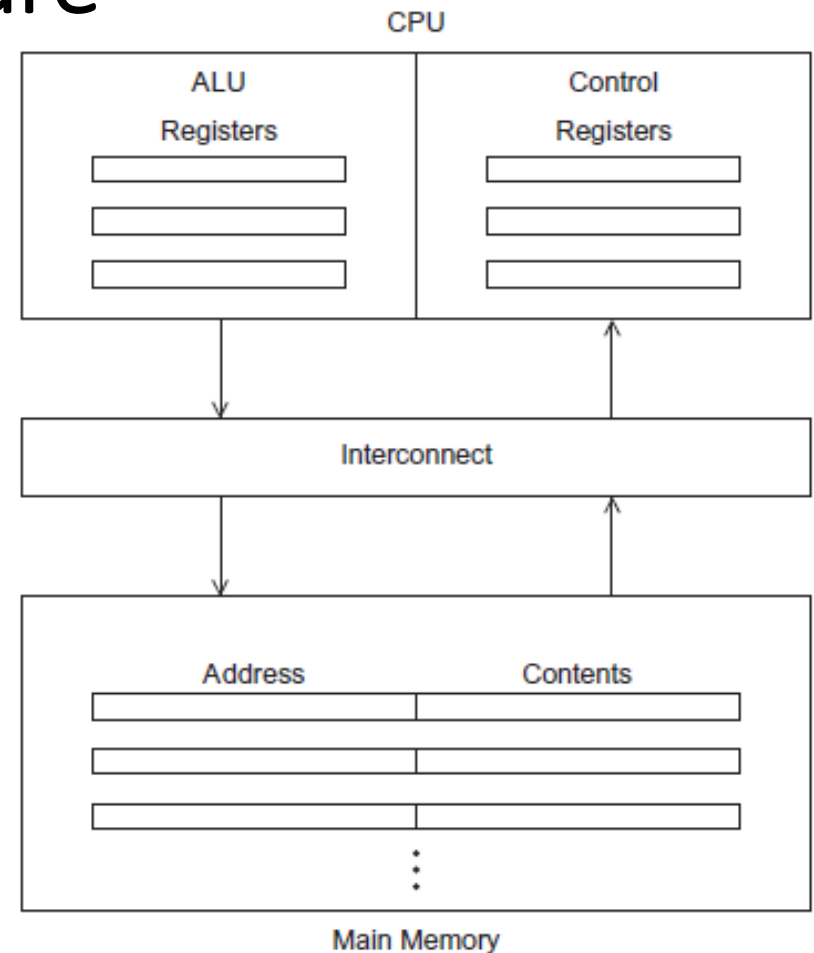 CPU
ALU
Control
Registers
Registers
Interconnect
Address
Contents
Main Memory